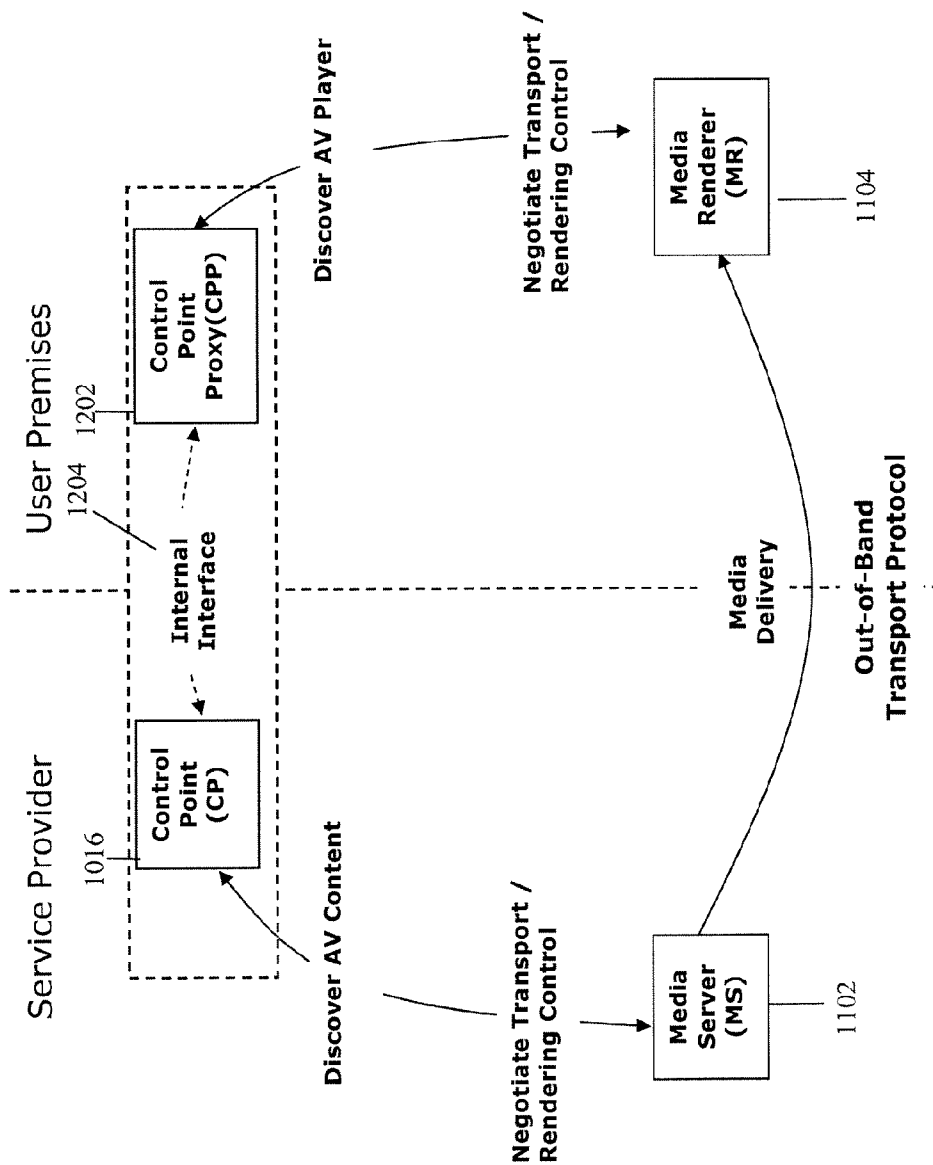 Service Provider
User Premises
1016
1204
1202
Control
Point
(CP)
Internal
Interface
Control
Point
Proxy(CPP)
Discover AV Content
Discover AV Player
Negotiate Transport /
Rendering Control
Negotiate Transport /
Rendering Control
Media
Server
(MS)
Media
Delivery
Media
Renderer
(MR)
1102
1104
Out-of-Band
Transport Protocol